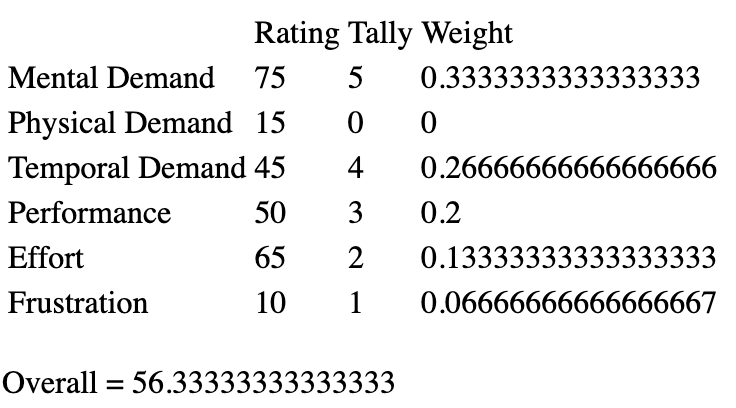 Rating Tally Weight
Mental Demand 75 5 0.3333333333333333
Physical Demand 15 0 0
Temporal Demand 45 4 0.26666666666666666
Performance 50 3 0.2
Effort 65 2 0.13333333333333333
Frustration 10 1 0.06666666666666667
Overall = 56.33333333333333